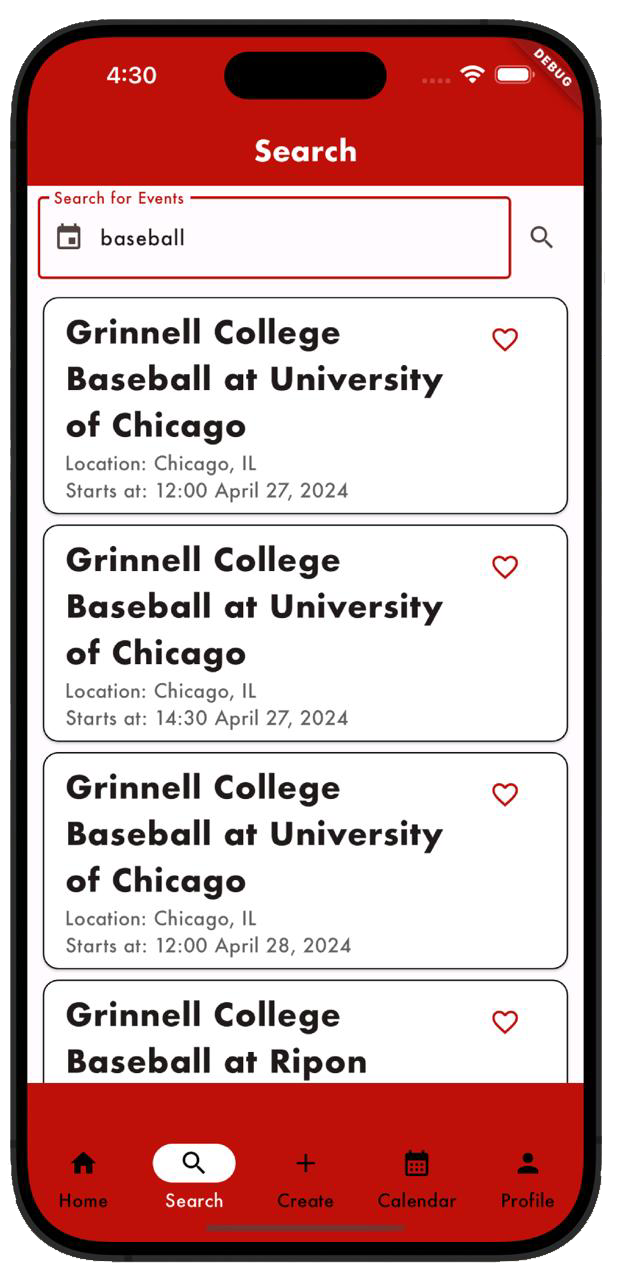 4:30
DEBUG
Search
Search for Events
baseball
Grinnell College
Baseball at University
of Chicago
Location: Chicago, IL
Starts at: 12:00 April 27, 2024
Grinnell College
Baseball at University
of Chicago
Location: Chicago, IL
Starts at: 14:30 April 27, 2024
Grinnell College
Baseball at University
of Chicago
Location: Chicago, IL
Starts at: 12:00 April 28, 2024
Grinnell College
Baseball at Ripon
Home Search Create Calendar Profile